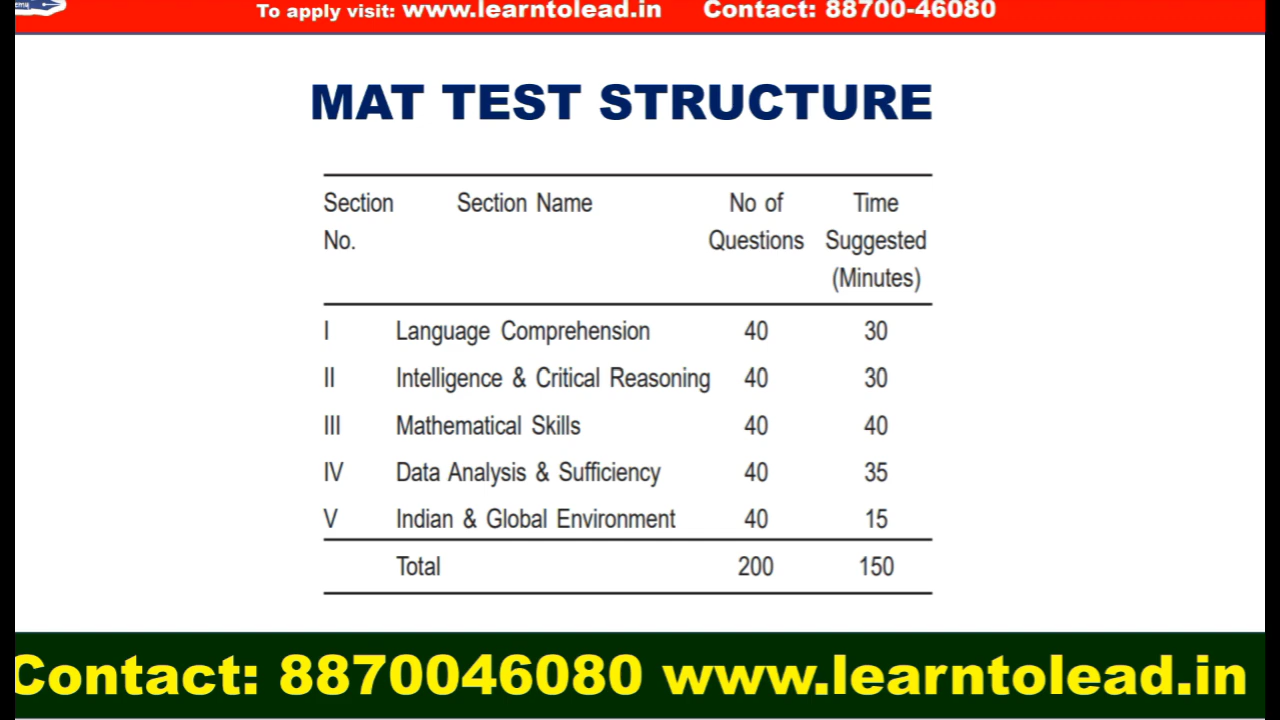 To apply visit: www.learntolead.in Contact: 88700-46080
MAT TEST STRUCTURE
Section No. Section Name No of Questions Time Suggested (Minutes)
I Language Comprehension 40 30
II Intelligence & Critical Reasoning 40 30
III Mathematical Skills 40 40
IV Data Analysis & Sufficiency 40 35
V Indian & Global Environment 40 15
Total 200 150
Contact: 8870046080 www.learntolead.in